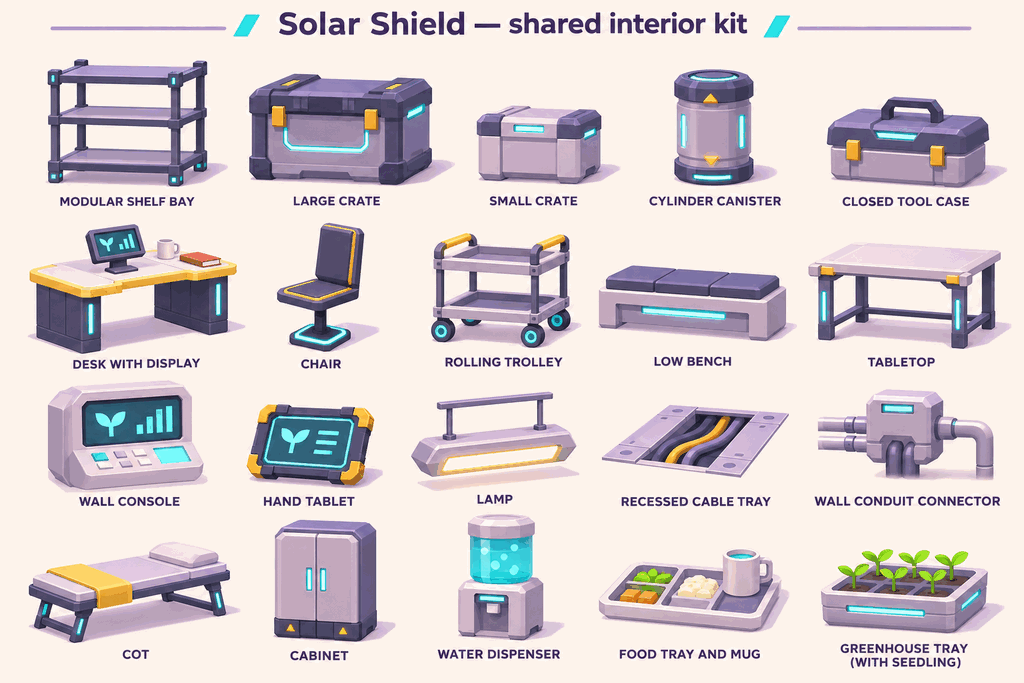 Solar Shield — shared interior kit
MODULAR SHELF BAY
LARGE CRATE
SMALL CRATE
CYLINDER CANISTER
CLOSED TOOL CASE
DESK WITH DISPLAY
CHAIR
ROLLING TROLLEY
LOW BENCH
TABLETOP
WALL CONSOLE
HAND TABLET
LAMP
RECESSED CABLE TRAY
WALL CONDUIT CONNECTOR
COT
CABINET
WATER DISPENSER
FOOD TRAY AND MUG
GREENHOUSE TRAY
(WITH SEEDLING)